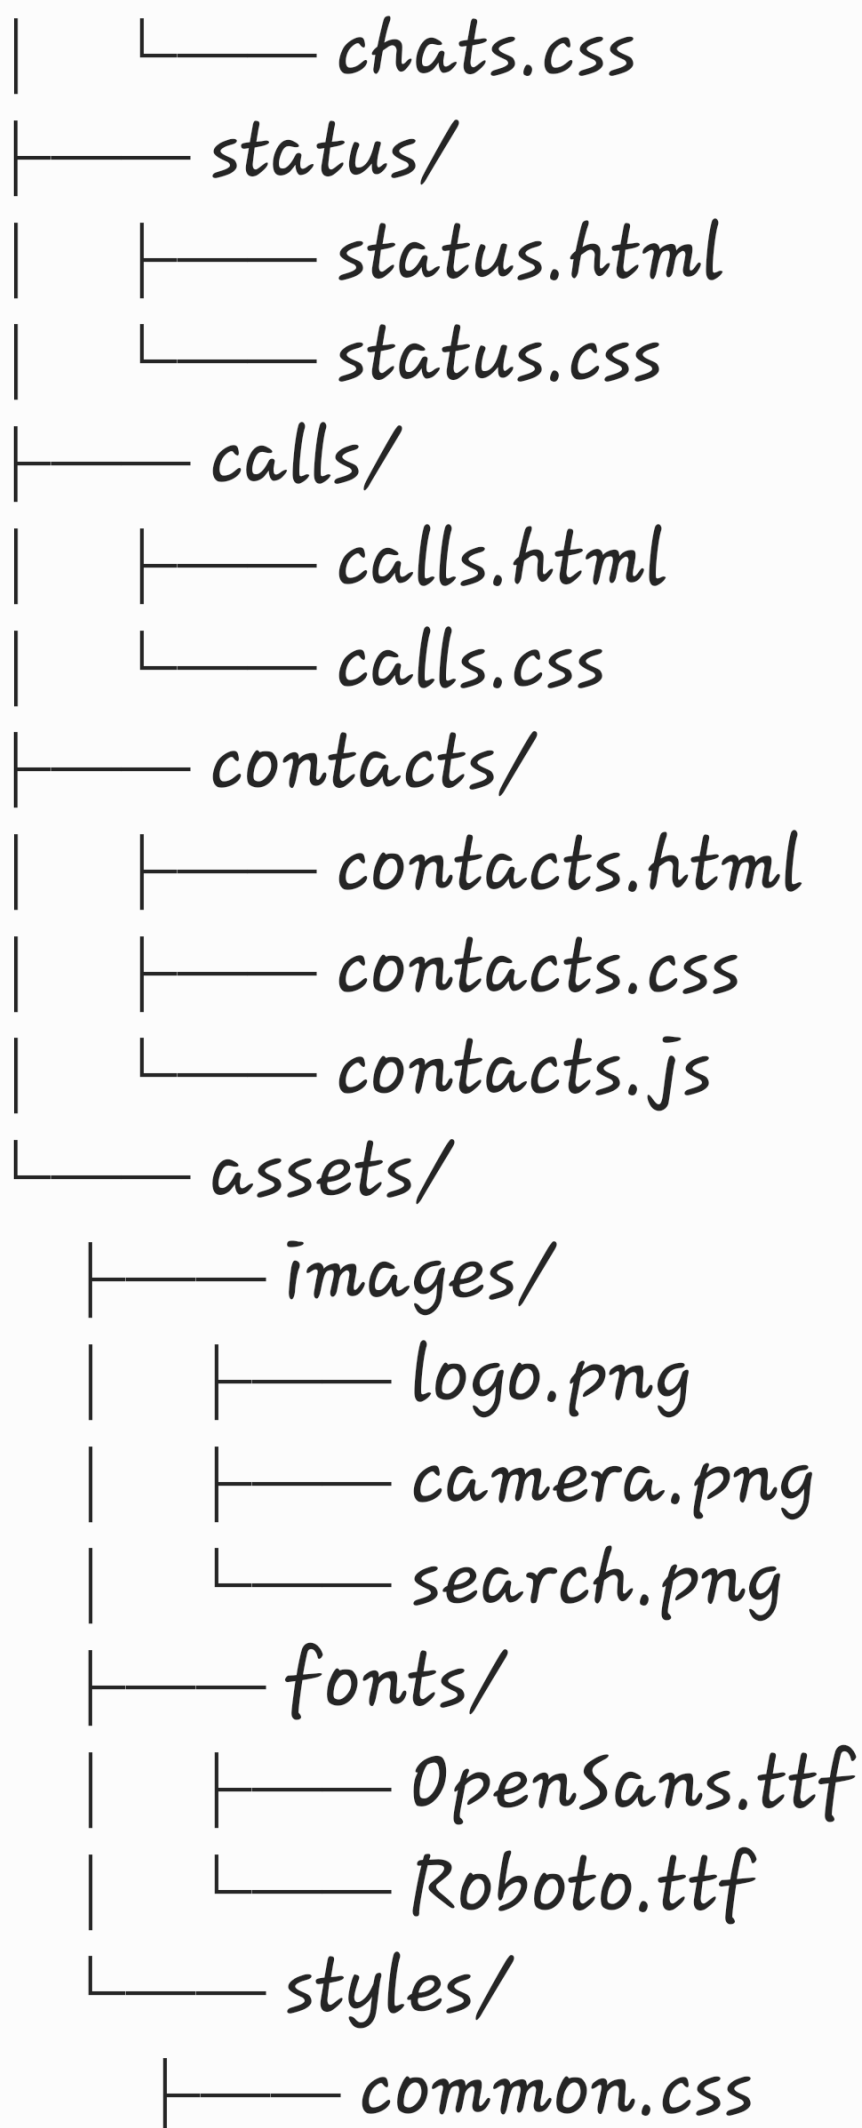 │   └── chats.css
├── status/
│   ├── status.html
│   └── status.css
├── calls/
│   ├── calls.html
│   └── calls.css
├── contacts/
│   ├── contacts.html
│   ├── contacts.css
│   └── contacts.js
└── assets/
    ├── images/
    │   ├── logo.png
    │   ├── camera.png
    │   └── search.png
    ├── fonts/
    │   ├── OpenSans.ttf
    │   └── Roboto.ttf
    └── styles/
        ├── common.css